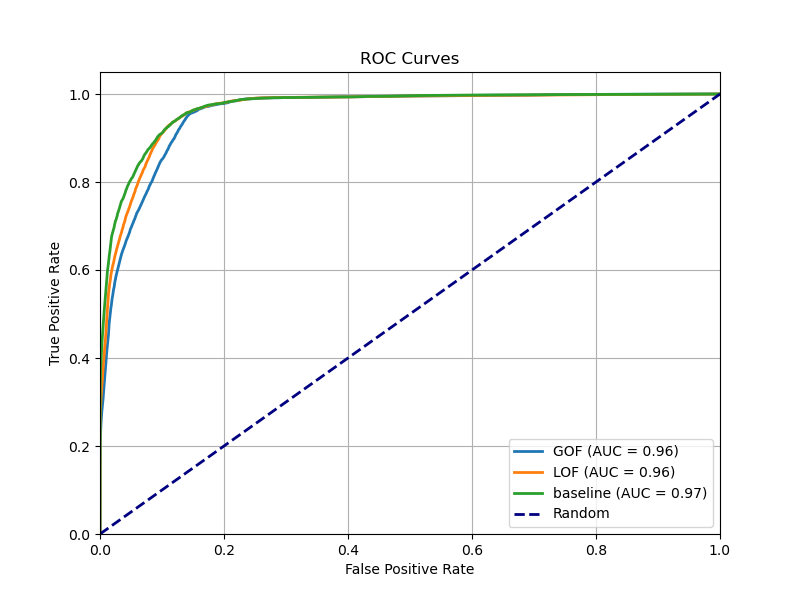 ROC Curves
True Positive Rate
1.0
0.8
0.6
0.4
0.2
0.0
GOF (AUC = 0.96)
LOF (AUC = 0.96)
baseline (AUC = 0.97)
Random
0.0 0.2 0.4 0.6 0.8 1.0
False Positive Rate